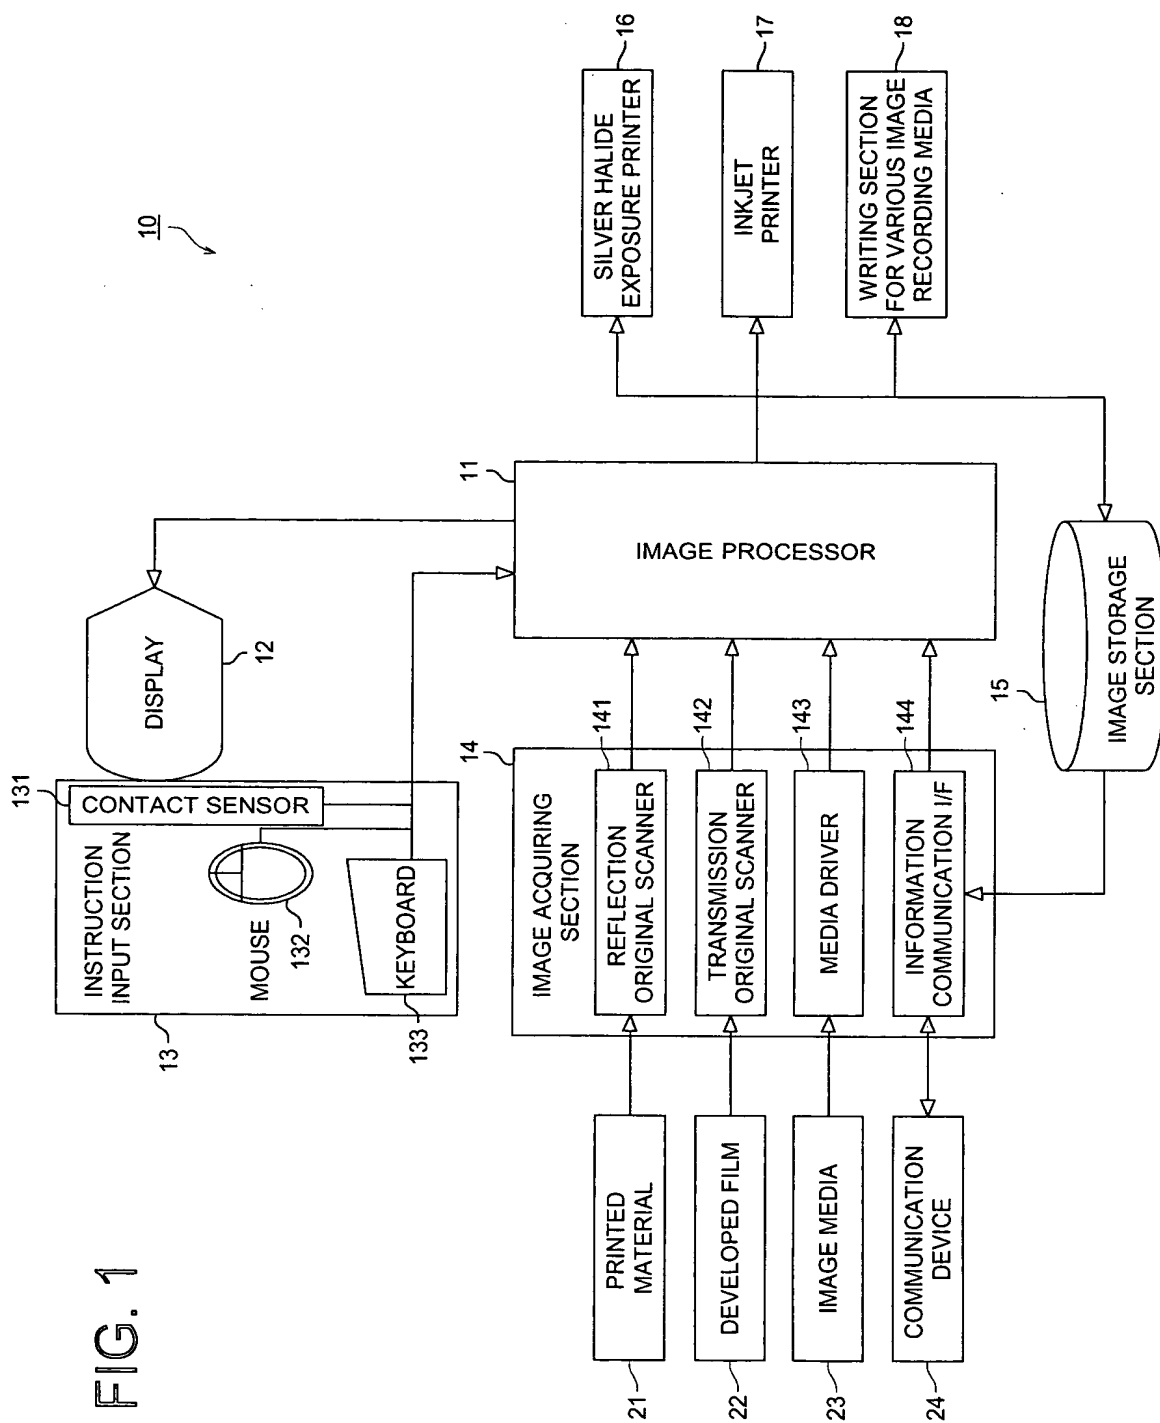 FIG. 1
10
INSTRUCTION
INPUT SECTION
13
CONTACT SENSOR
131
MOUSE
132
KEYBOARD
133
DISPLAY
12
IMAGE PROCESSOR
11
SILVER HALIDE
EXPOSURE PRINTER
16
INKJET
PRINTER
17
WRITING SECTION
FOR VARIOUS IMAGE
RECORDING MEDIA
18
IMAGE ACQUIRING
SECTION
14
REFLECTION
ORIGINAL SCANNER
141
TRANSMISSION
ORIGINAL SCANNER
142
MEDIA DRIVER
143
INFORMATION
COMMUNICATION I/F
144
IMAGE STORAGE
SECTION
15
PRINTED
MATERIAL
21
DEVELOPED FILM
22
IMAGE MEDIA
23
COMMUNICATION
DEVICE
24